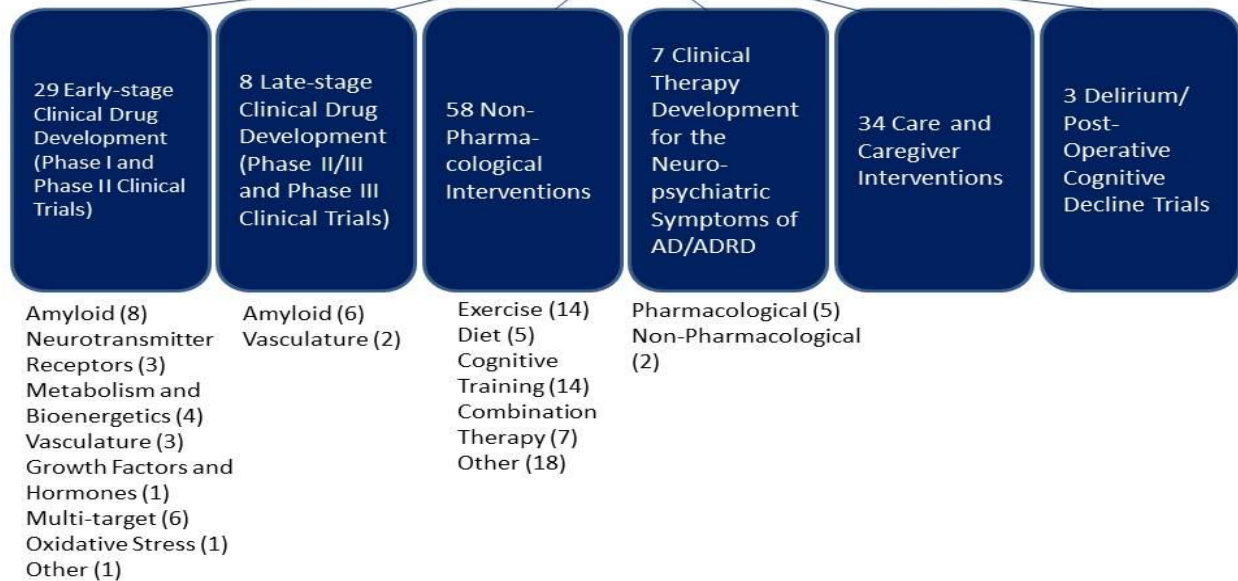 29 Early-stage
Clinical Drug
Development
(Phase I and
Phase II Clinical
Trials)
8 Late-stage
Clinical Drug
Development
(Phase II/III
and Phase III
Clinical Trials)
58 Non-
Pharma-
cological
Interventions
7 Clinical
Therapy
Development
for the
Neuro-
psychiatric
Symptoms of
AD/ADRD
34 Care and
Caregiver
Interventions
3 Delirium/
Post-
Operative
Cognitive
Decline Trials
Amyloid (8)
Neurotransmitter
Receptors (3)
Metabolism and
Bioenergetics (4)
Vasculature (3)
Growth Factors and
Hormones (1)
Multi-target (6)
Oxidative Stress (1)
Other (1)
Amyloid (6)
Vasculature (2)
Exercise (14)
Diet (5)
Cognitive
Training (14)
Combination
Therapy (7)
Other (18)
Pharmacological (5)
Non-Pharmacological
(2)